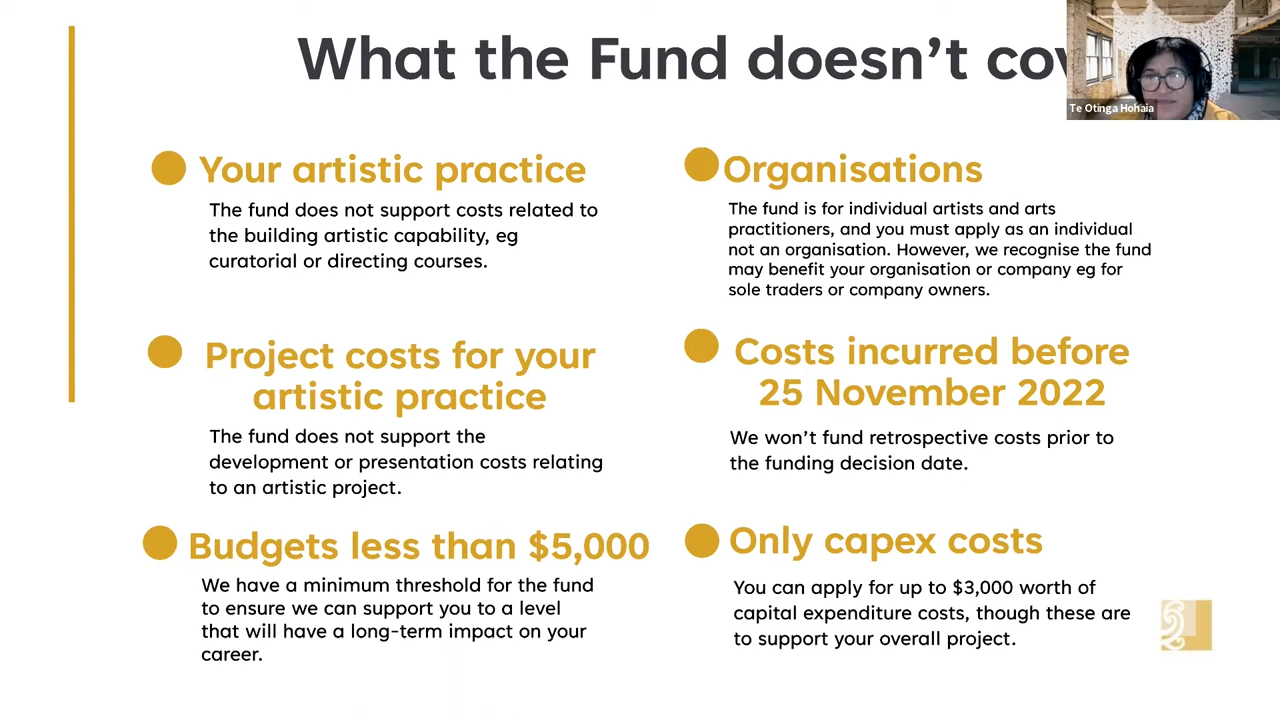 What the Fund doesn't cov
Te Otinga Hohaia
Your artistic practice
The fund does not support costs related to
the building artistic capability, eg
curatorial or directing courses.
Organisations
The fund is for individual artists and arts
practitioners, and you must apply as an individual
not an organisation. However, we recognise the fund
may benefit your organisation or company eg for
sole traders or company owners.
Project costs for your
artistic practice
The fund does not support the
development or presentation costs relating
to an artistic project.
Costs incurred before
25 November 2022
We won't fund retrospective costs prior to
the funding decision date.
Budgets less than $5,000
We have a minimum threshold for the fund
to ensure we can support you to a level
that will have a long-term impact on your
career.
Only capex costs
You can apply for up to $3,000 worth of
capital expenditure costs, though these are
to support your overall project.